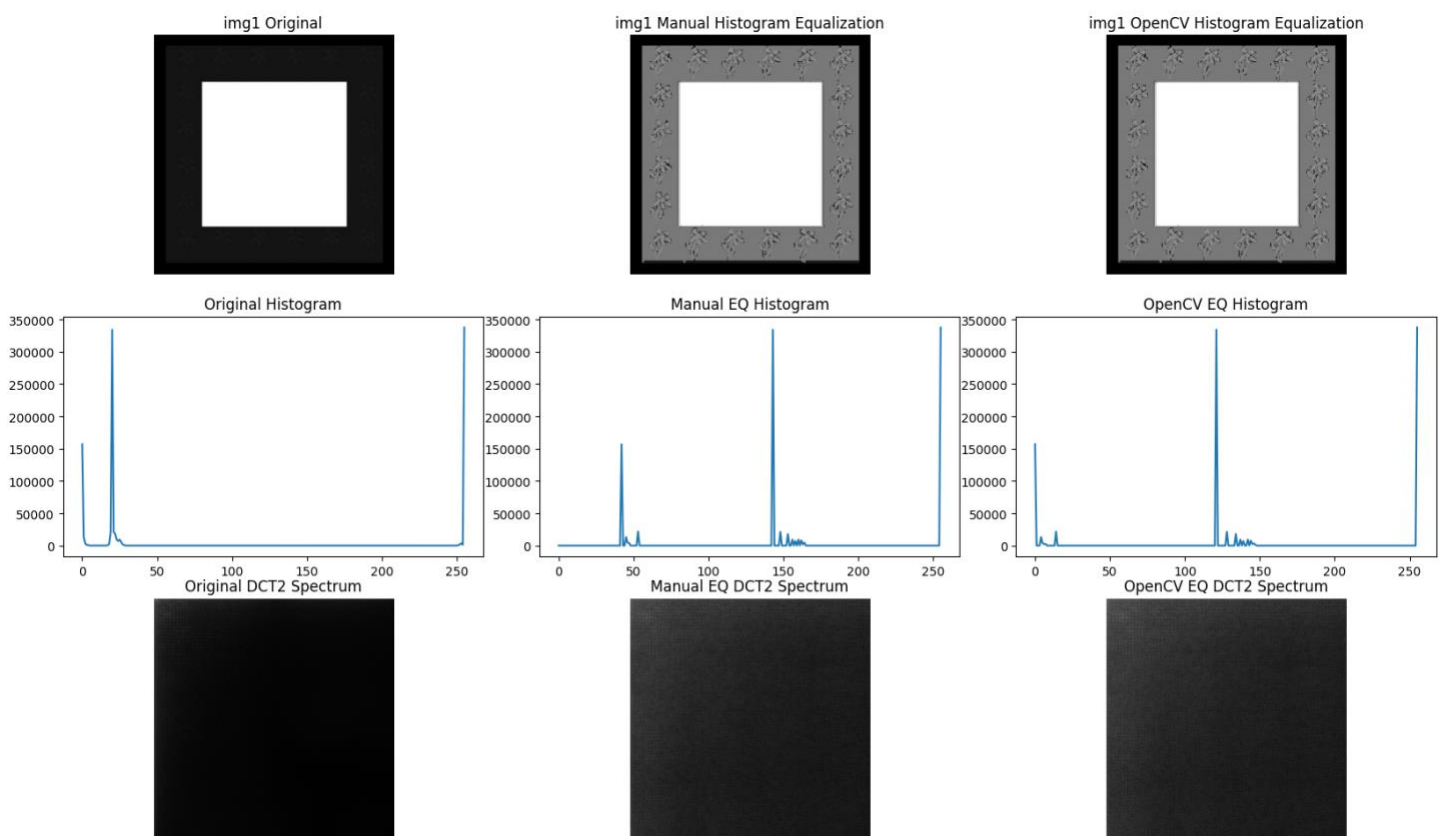 img1 Original
img1 Manual Histogram Equalization
img1 OpenCV Histogram Equalization
Original Histogram
Manual EQ Histogram
OpenCV EQ Histogram
350000
300000
250000
200000
150000
100000
50000
0
0 50 100 150 200 250
350000
300000
250000
200000
150000
100000
50000
0
0 50 100 150 200 250
350000
300000
250000
200000
150000
100000
50000
0
0 50 100 150 200 250
Original DCT2 Spectrum
Manual EQ DCT2 Spectrum
OpenCV EQ DCT2 Spectrum